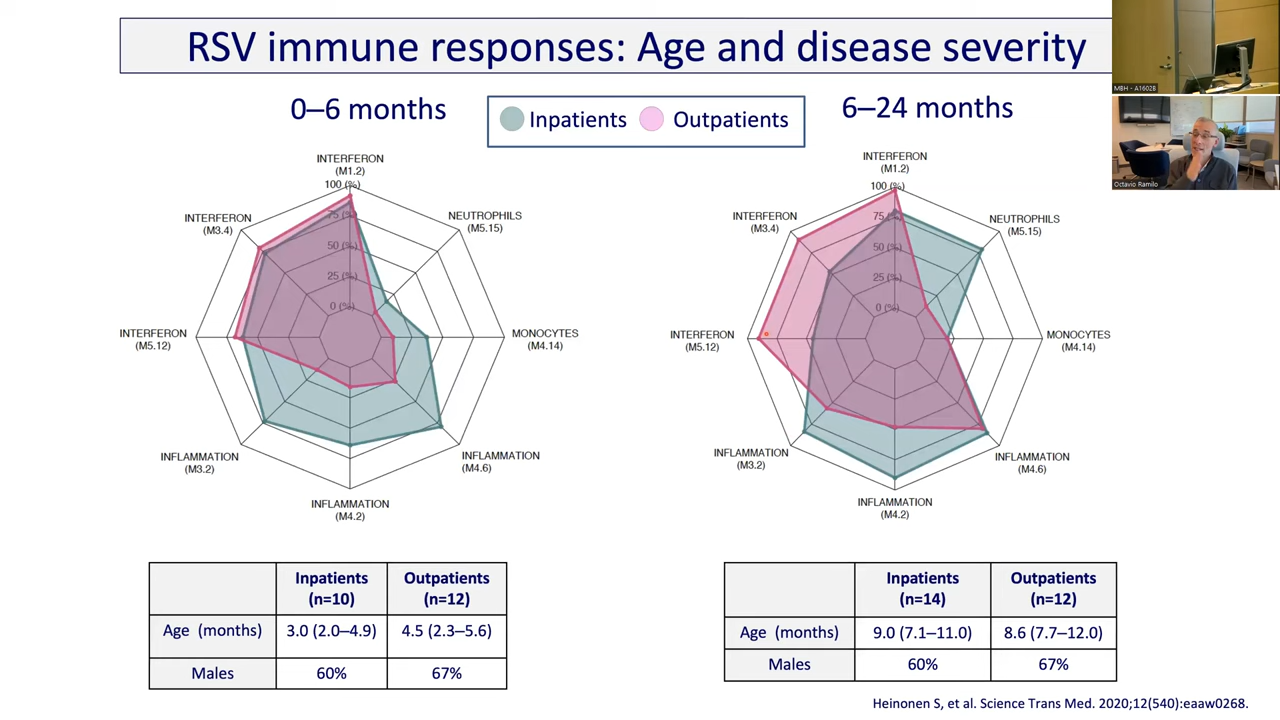 RSV immune responses: Age and disease severity
0–6 months
Inpatients Outpatients
6–24 months
INTERFERON
(M1.2)
100 (%)
75 (%)
50 (%)
25 (%)
0 (%)
NEUTROPHILS
(M5.15)
MONOCYTES
(M4.14)
INFLAMMATION
(M4.6)
INFLAMMATION
(M4.2)
INFLAMMATION
(M3.2)
INTERFERON
(M5.12)
INTERFERON
(M3.4)
INTERFERON
(M1.2)
100 (%)
75 (%)
50 (%)
25 (%)
0 (%)
NEUTROPHILS
(M5.15)
MONOCYTES
(M4.14)
INFLAMMATION
(M4.6)
INFLAMMATION
(M4.2)
INFLAMMATION
(M3.2)
INTERFERON
(M5.12)
INTERFERON
(M3.4)
Inpatients Outpatients
(n=10) (n=12)
Age (months) 3.0 (2.0–4.9) 4.5 (2.3–5.6)
Males 60% 67%
Inpatients Outpatients
(n=14) (n=12)
Age (months) 9.0 (7.1–11.0) 8.6 (7.7–12.0)
Males 60% 67%
Heinonen S, et al. Science Trans Med. 2020;12(540):eaaw0268.
MBH - A1602B
Octavio Ramilo